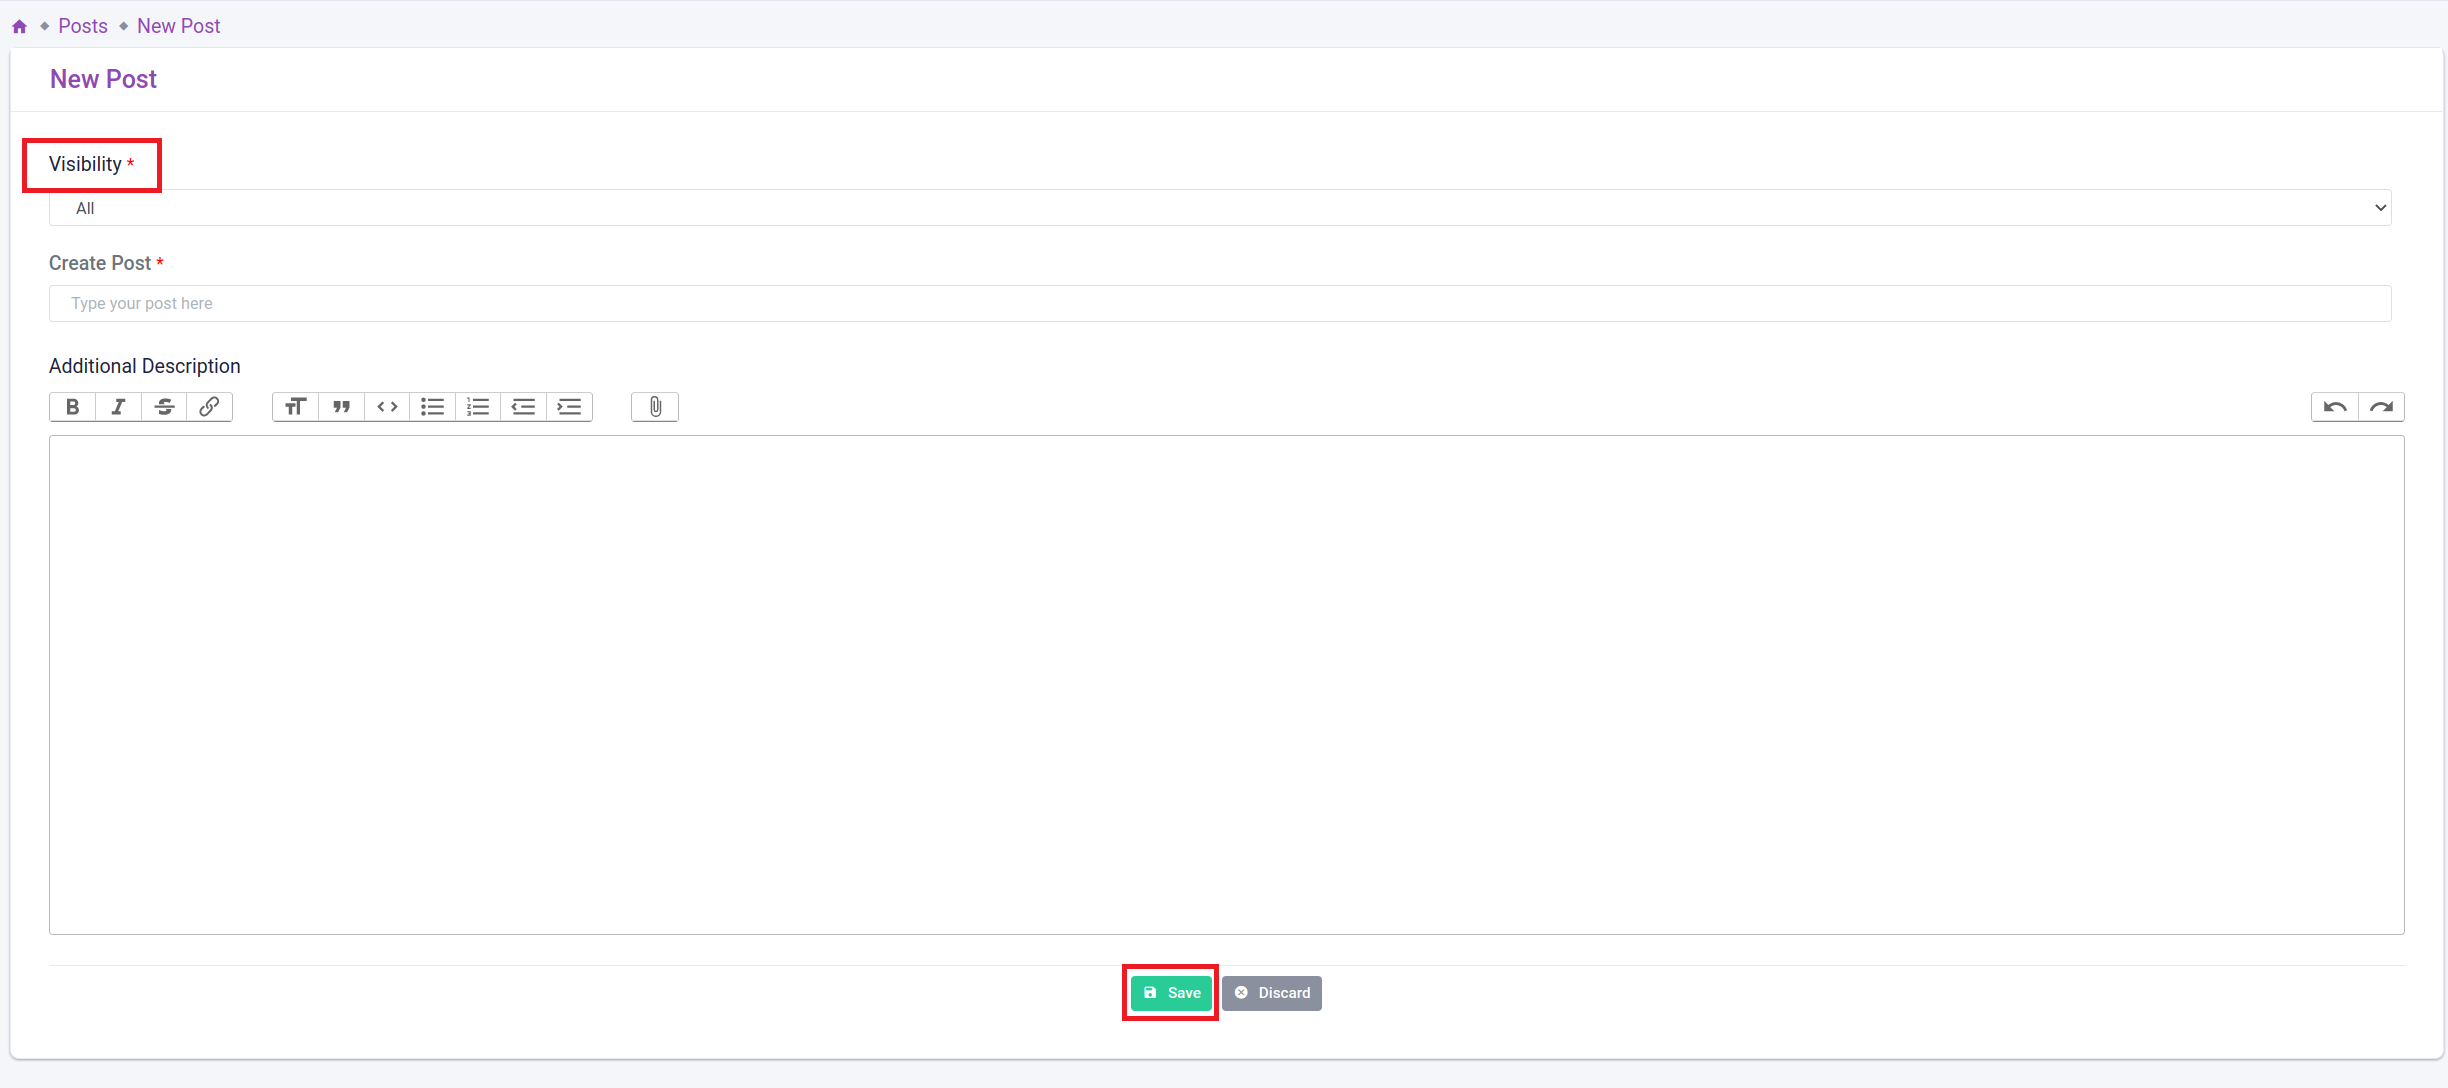 Posts New Post
New Post
Visibility *
All
Create Post *
Type your post here
Additional Description
Save Discard